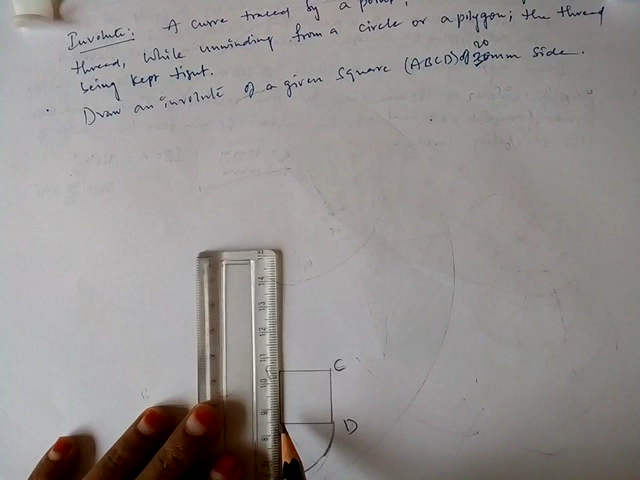 Involute: A curve traced by a point,
thread, while unwinding from a circle or a polygon; the thread
being kept tight.
Draw an involute of a given square (ABCD) of 20 mm side.
C
D